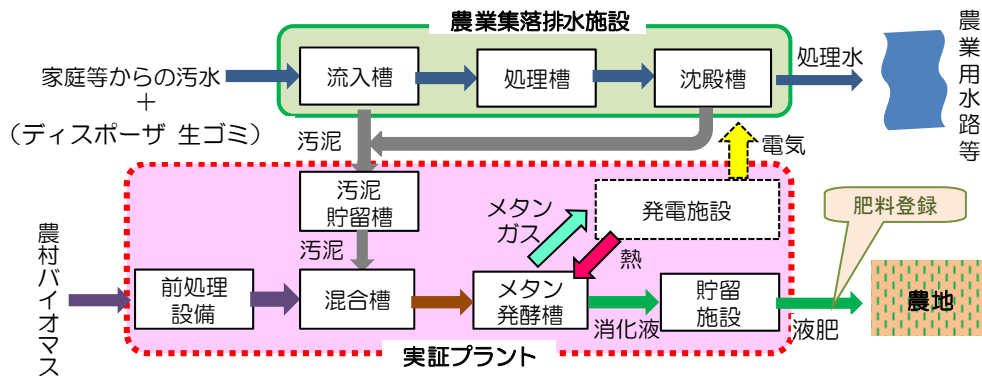 農業集落排水施設
家庭等からの汚水
＋
（ディスポーザ 生ゴミ）
流入槽
処理槽
沈殿槽
処理水
農業用水路等
汚泥
電気
汚泥
貯留槽
汚泥
メタン
ガス
発電施設
熱
肥料登録
農村バイオマス
前処理
設備
混合槽
メタン
発酵槽
消化液
貯留
施設
液肥
農地
実証プラント